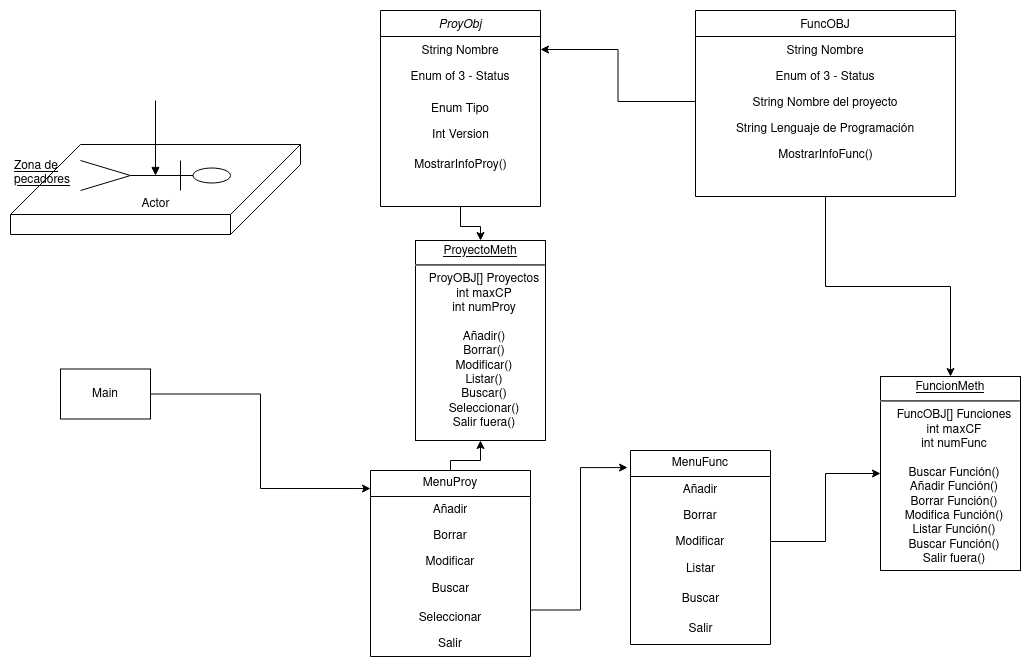 ProyObj
String Nombre
Enum of 3 - Status
Enum Tipo
Int Version
MostrarInfoProy()
FuncOBJ
String Nombre
Enum of 3 - Status
String Nombre del proyecto
String Lenguaje de Programación
MostrarInfoFunc()
Zona de
pecadores
Actor
ProyectoMeth
ProyOBJ[] Proyectos
int maxCP
int numProy
Añadir()
Borrar()
Modificar()
Listar()
Buscar()
Seleccionar()
Salir fuera()
Main
MenuProy
Añadir
Borrar
Modificar
Buscar
Seleccionar
Salir
MenuFunc
Añadir
Borrar
Modificar
Listar
Buscar
Salir
FuncionMeth
FuncOBJ[] Funciones
int maxCF
int numFunc
Buscar Función()
Añadir Función()
Borrar Función()
Modifica Función()
Listar Función()
Buscar Función()
Salir fuera()